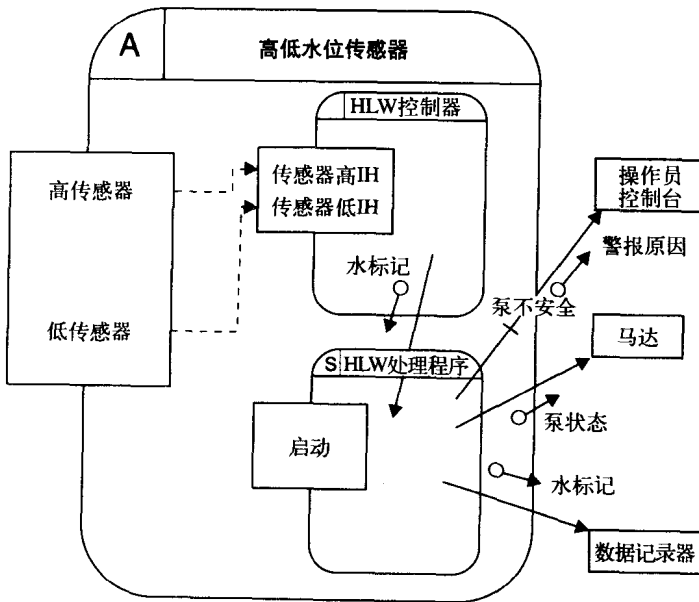 A
高低水位传感器
HLW控制器
高传感器
传感器高IH
传感器低IH
操作员
控制台
警报原因
水标记
泵不安全
低传感器
马达
S HLW处理程序
泵状态
启动
水标记
数据记录器